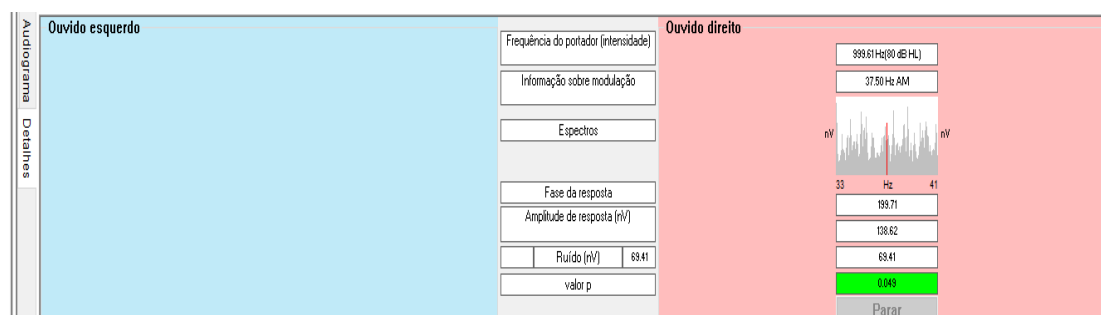 Audiograma
Detalhes
Ouvido esquerdo
Frequência do portador (intensidade)
Informação sobre modulação
Espectros
Fase da resposta
Amplitude de resposta (nV)
Ruído (nV) 69.41
valor p
Ouvido direito
999.61Hz(80 dB HL)
37.50 Hz AM
nV nV
33 Hz 41
199.71
138.62
69.41
0.049
Parar